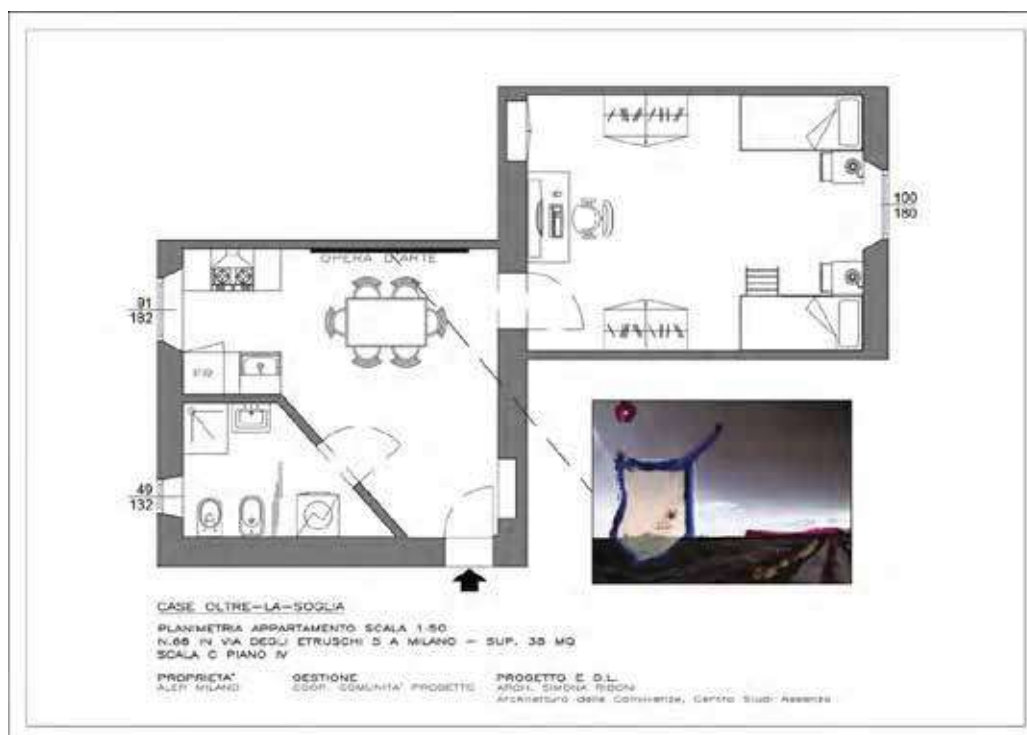 OPERA D'ARTE
100
180
91
182
FR
49
132
CASE OLTRE-LA-SOGLIA
PLANIMETRIA APPARTAMENTO SCALA 1:50
N.68 IN VIA DEGLI ETRUSCHI 5 A MILANO - SUP. 38 MQ
SCALA C PIANO IV
PROPRIETA' GESTIONE PROGETTO E D.L.
ALER MILANO COOP. COMUNITA' PROGETTO ARCH. SIMONA RIBONI
Architettura delle Convivenze, Centro Studi Assenza